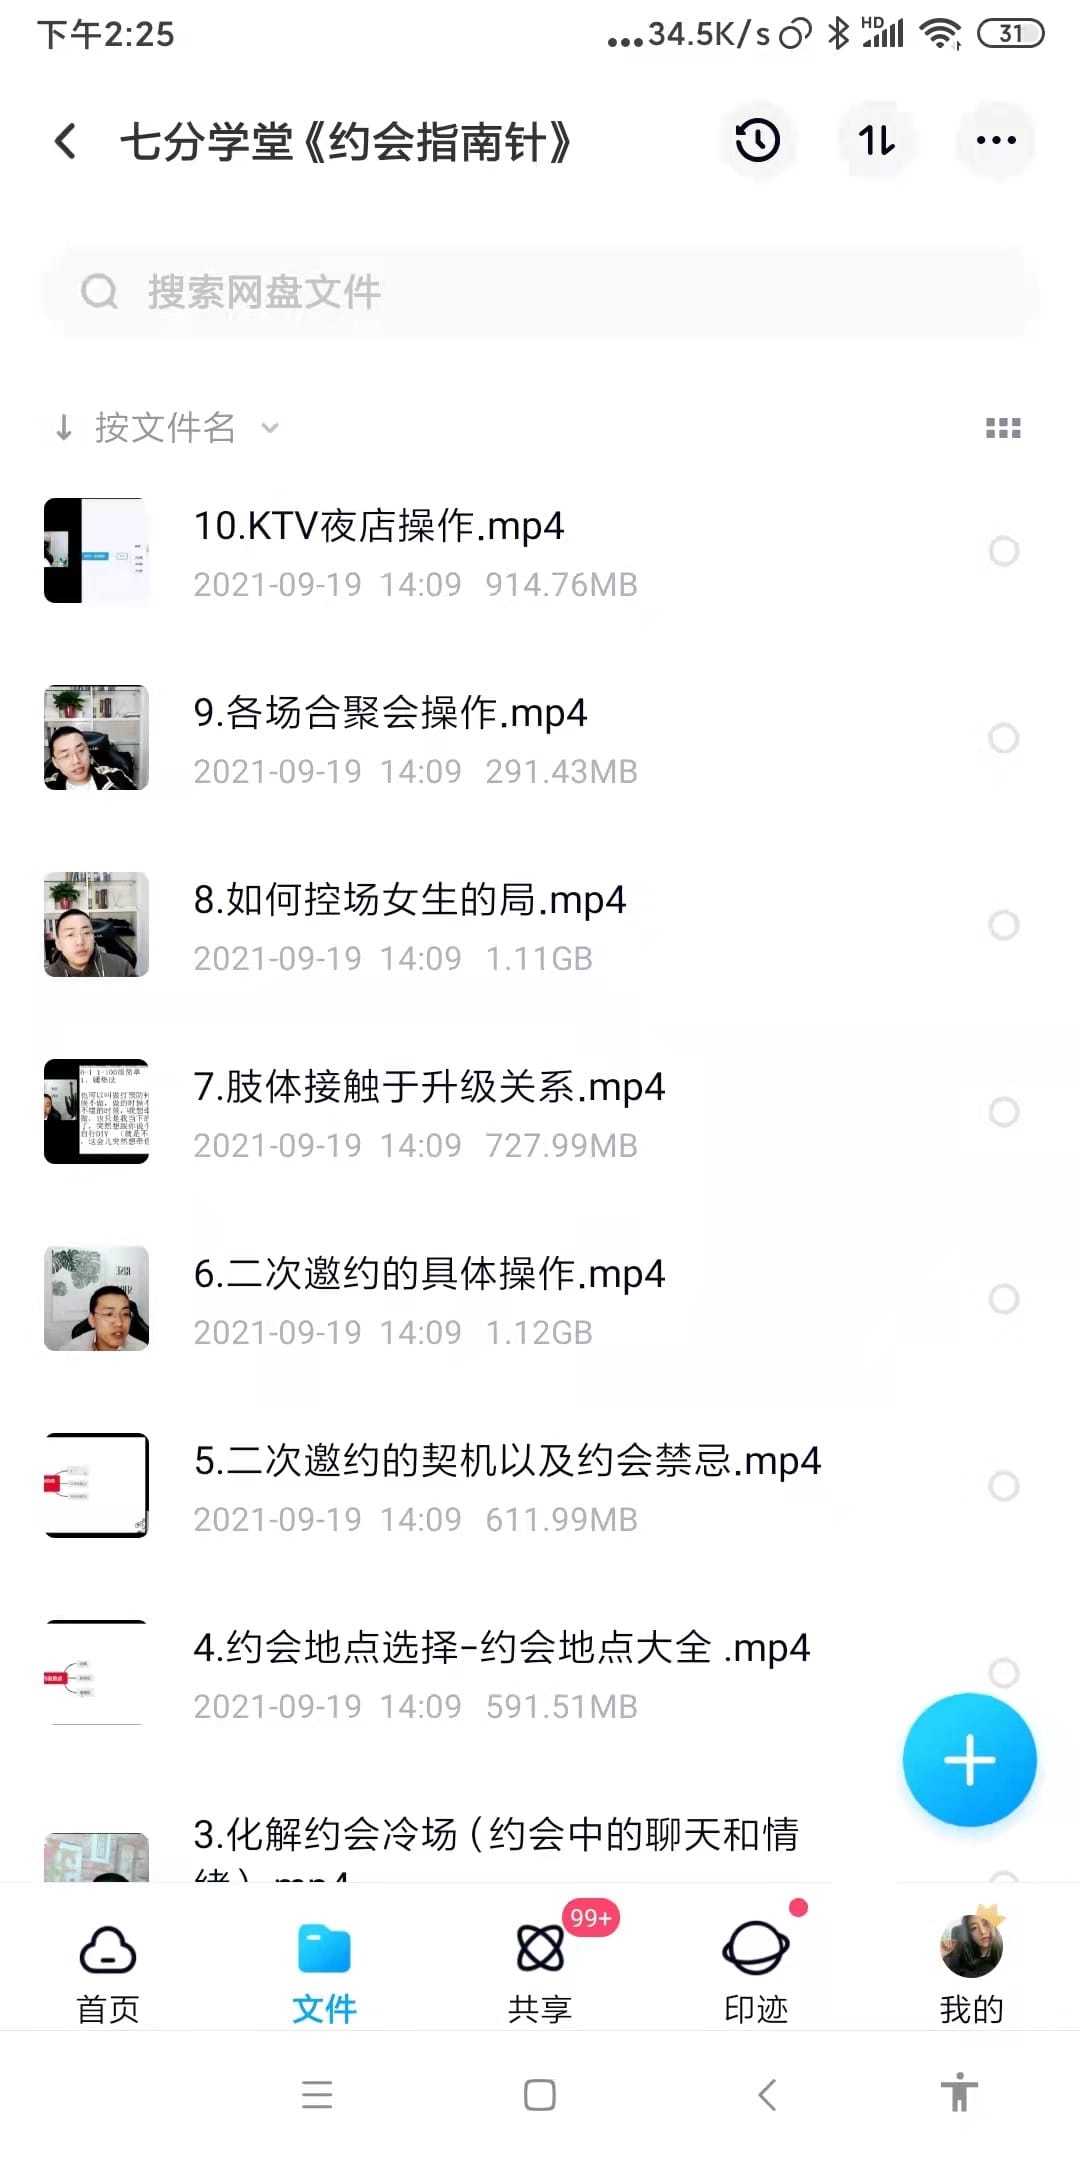 下午2:25
...34.5K/s
HD
31
七分学堂《约会指南针》
搜索网盘文件
按文件名
10.KTV夜店操作.mp4
2021-09-19 14:09 914.76MB
9.各场合聚会操作.mp4
2021-09-19 14:09 291.43MB
8.如何控场女生的局.mp4
2021-09-19 14:09 1.11GB
7.肢体接触于升级关系.mp4
2021-09-19 14:09 727.99MB
6.二次邀约的具体操作.mp4
2021-09-19 14:09 1.12GB
5.二次邀约的契机以及约会禁忌.mp4
2021-09-19 14:09 611.99MB
4.约会地点选择-约会地点大全 .mp4
2021-09-19 14:09 591.51MB
3.化解约会冷场（约会中的聊天和情
绪）.mp4
99+
首页
文件
共享
印迹
我的